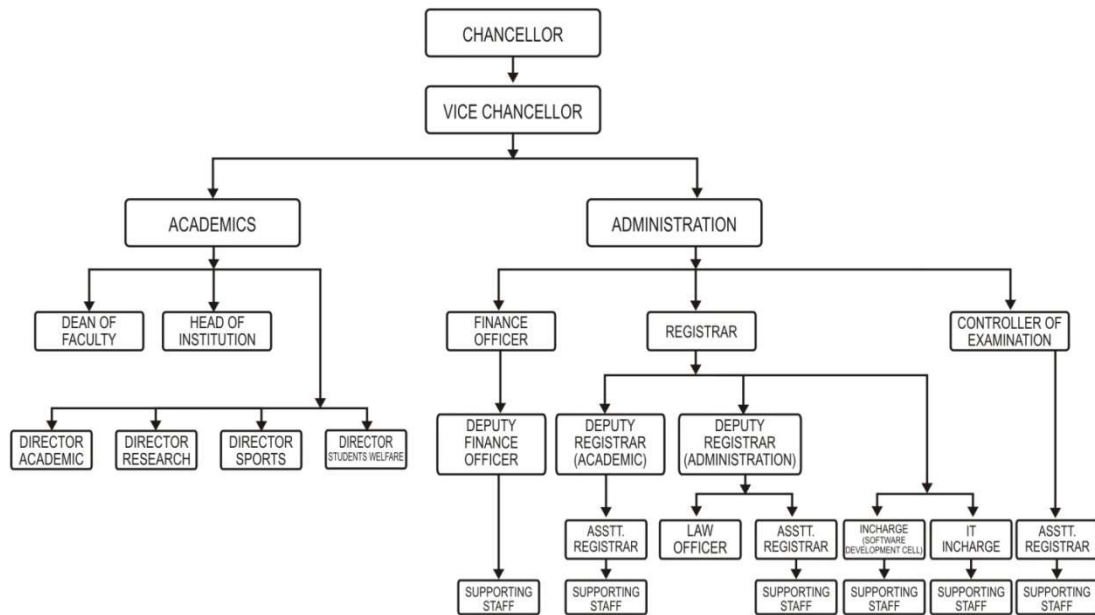 CHANCELLOR
VICE CHANCELLOR
ACADEMICS
ADMINISTRATION
DEAN OF
FACULTY
HEAD OF
INSTITUTION
FINANCE
OFFICER
REGISTRAR
CONTROLLER OF
EXAMINATION
DIRECTOR
ACADEMIC
DIRECTOR
RESEARCH
DIRECTOR
SPORTS
DIRECTOR
STUDENTS WELFARE
DEPUTY
FINANCE
OFFICER
DEPUTY
REGISTRAR
(ACADEMIC)
DEPUTY
REGISTRAR
(ADMINISTRATION)
ASSTT.
REGISTRAR
LAW
OFFICER
ASSTT.
REGISTRAR
INCHARGE
(SOFTWARE
DEVELOPMENT CELL)
IT
INCHARGE
ASSTT.
REGISTRAR
SUPPORTING
STAFF
SUPPORTING
STAFF
SUPPORTING
STAFF
SUPPORTING
STAFF
SUPPORTING
STAFF
SUPPORTING
STAFF